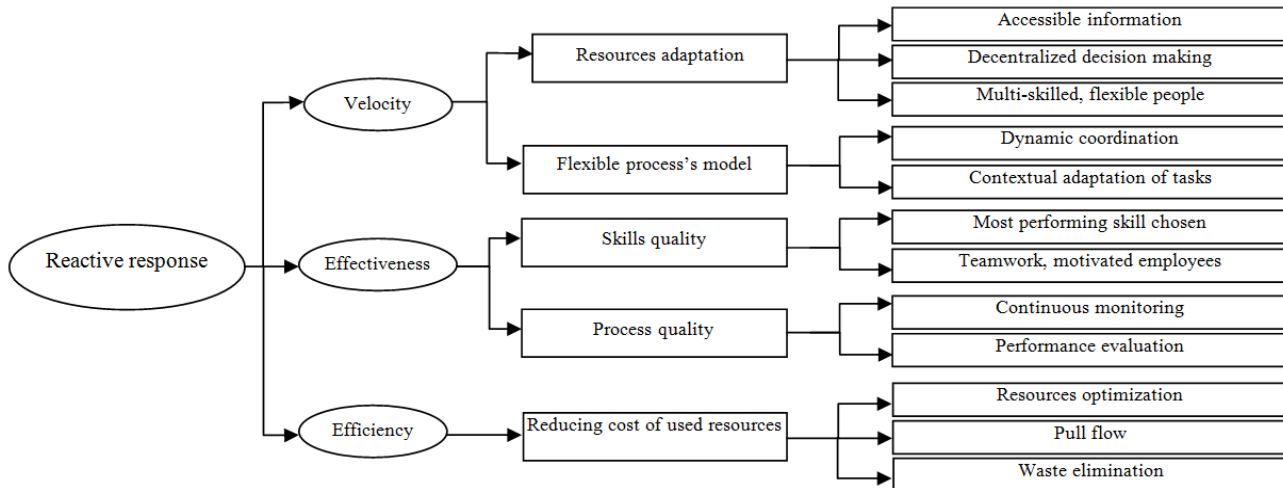 Reactive response
Velocity
Effectiveness
Efficiency
Resources adaptation
Flexible process’s model
Skills quality
Process quality
Reducing cost of used resources
Accessible information
Decentralized decision making
Multi-skilled, flexible people
Dynamic coordination
Contextual adaptation of tasks
Most performing skill chosen
Teamwork, motivated employees
Continuous monitoring
Performance evaluation
Resources optimization
Pull flow
Waste elimination